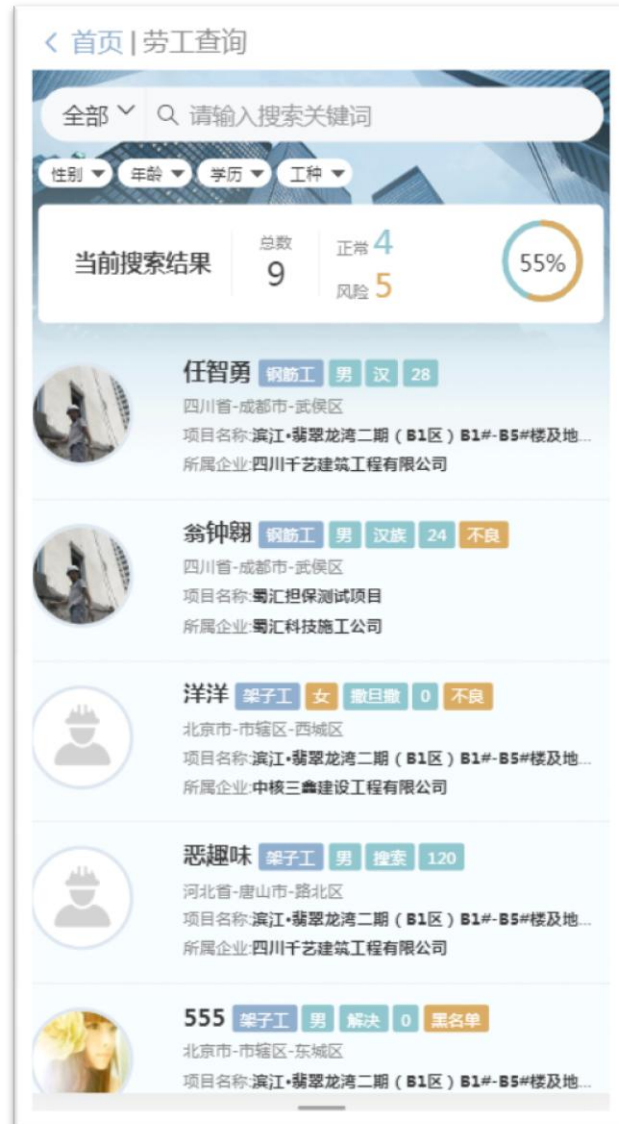 首页 | 劳工查询
全部 请输入搜索关键词
性别 年龄 学历 工种
当前搜索结果 总数 9 正常 4 风险 5 55%
任智勇 钢筋工 男 汉 28
四川省-成都市-武侯区
项目名称:滨江•翡翠龙湾二期（B1区）B1#-B5#楼及地...
所属企业:四川千艺建筑工程有限公司
翁钟翱 钢筋工 男 汉族 24 不良
四川省-成都市-武侯区
项目名称:蜀汇担保测试项目
所属企业:蜀汇科技施工公司
洋洋 架子工 女 撒旦撒 0 不良
北京市-市辖区-西城区
项目名称:滨江•翡翠龙湾二期（B1区）B1#-B5#楼及地...
所属企业:中核三鑫建设工程有限公司
恶趣味 架子工 男 搜索 120
河北省-唐山市-路北区
项目名称:滨江•翡翠龙湾二期（B1区）B1#-B5#楼及地...
所属企业:四川千艺建筑工程有限公司
555 架子工 男 解决 0 黑名单
北京市-市辖区-东城区
项目名称:滨江•翡翠龙湾二期（B1区）B1#-B5#楼及地...